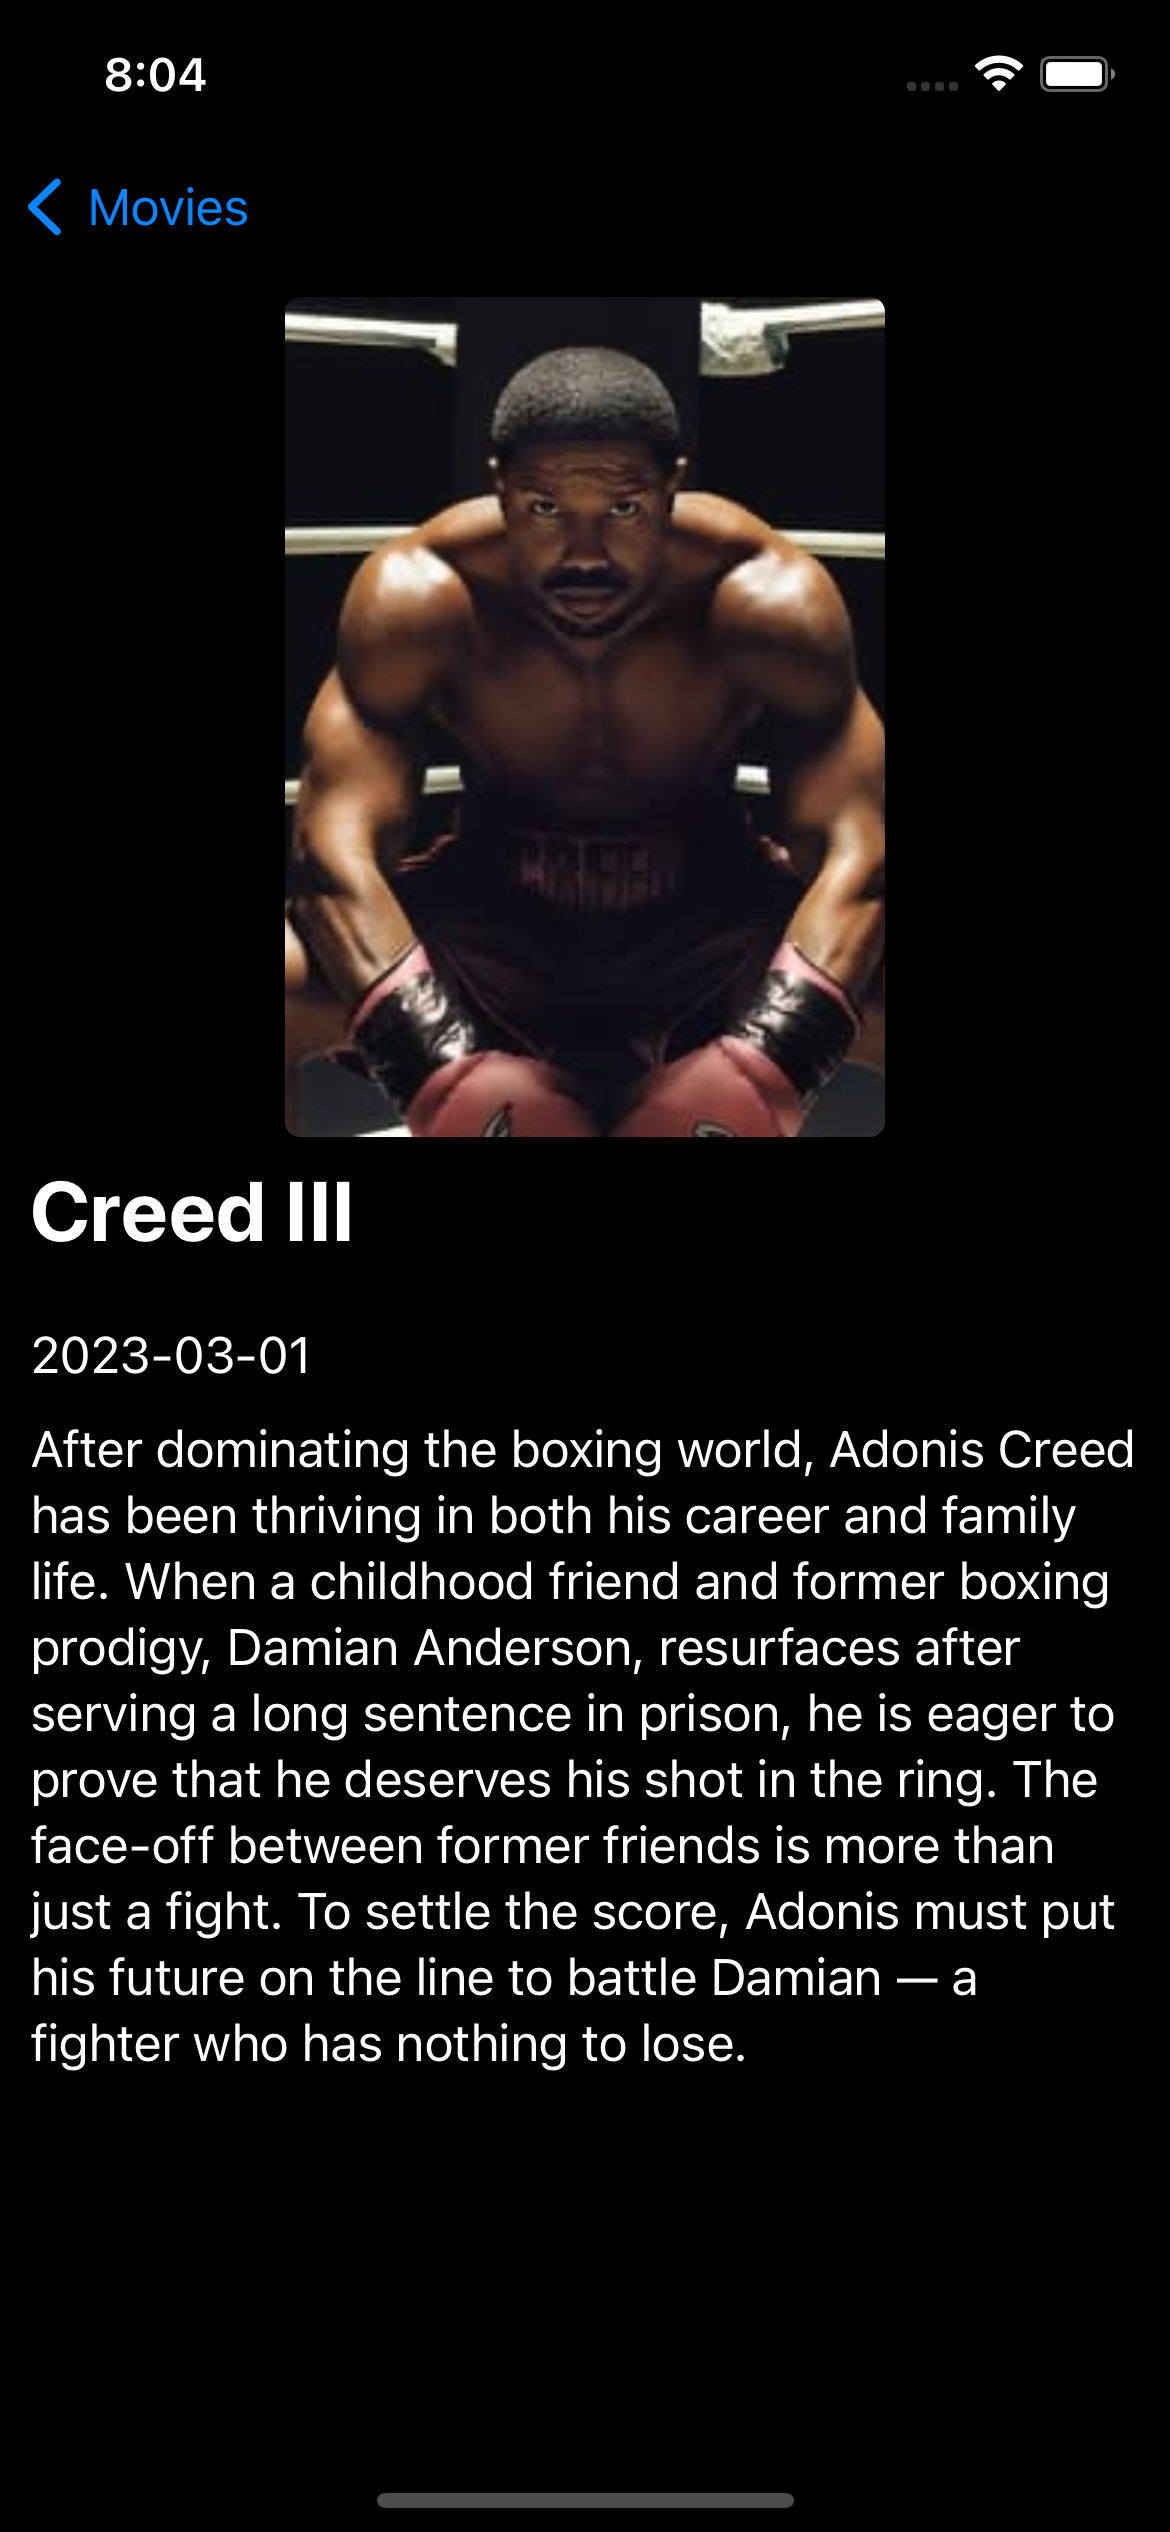 8:04
Movies
CREED
Creed III
2023-03-01
After dominating the boxing world, Adonis Creed
has been thriving in both his career and family
life. When a childhood friend and former boxing
prodigy, Damian Anderson, resurfaces after
serving a long sentence in prison, he is eager to
prove that he deserves his shot in the ring. The
face-off between former friends is more than
just a fight. To settle the score, Adonis must put
his future on the line to battle Damian — a
fighter who has nothing to lose.